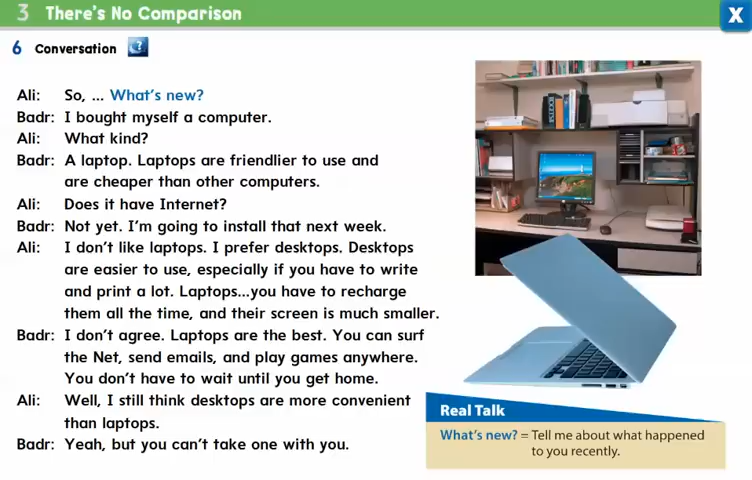 3 There's No Comparison
X
6 Conversation ?
Ali: So, ... What's new?
Badr: I bought myself a computer.
Ali: What kind?
Badr: A laptop. Laptops are friendlier to use and
are cheaper than other computers.
Ali: Does it have Internet?
Badr: Not yet. I'm going to install that next week.
Ali: I don't like laptops. I prefer desktops. Desktops
are easier to use, especially if you have to write
and print a lot. Laptops...you have to recharge
them all the time, and their screen is much smaller.
Badr: I don't agree. Laptops are the best. You can surf
the Net, send emails, and play games anywhere.
You don't have to wait until you get home.
Ali: Well, I still think desktops are more convenient
than laptops.
Badr: Yeah, but you can't take one with you.
Real Talk
What's new? = Tell me about what happened
to you recently.